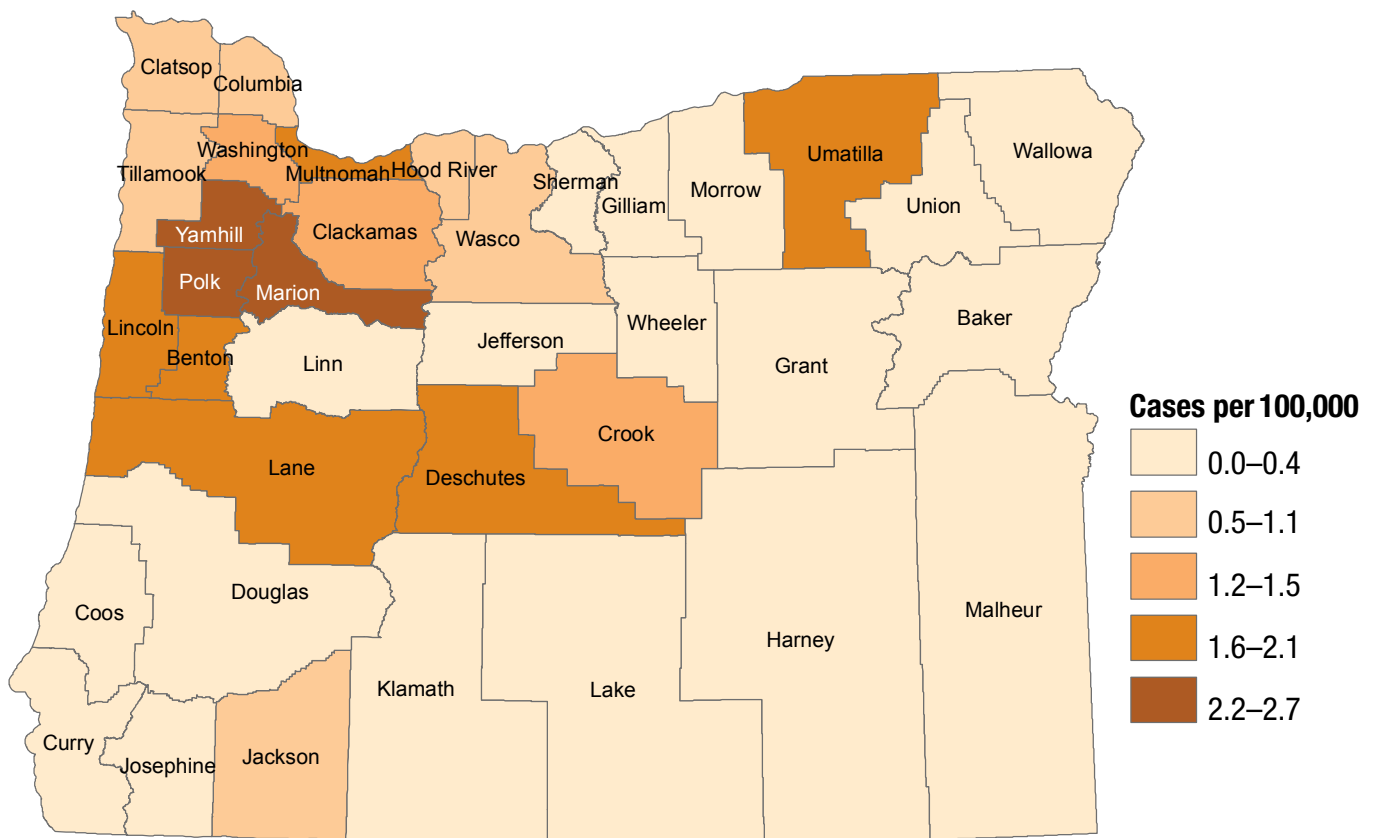 Clatsop
Columbia
Washington
Tillamook
Multnomah
Hood River
Sherman
Gilliam
Morrow
Umatilla
Union
Wallowa
Yamhill
Clackamas
Wasco
Polk
Marion
Lincoln
Benton
Linn
Jefferson
Wheeler
Grant
Baker
Crook
Lane
Deschutes
Coos
Douglas
Klamath
Lake
Harney
Malheur
Curry
Josephine
Jackson
Cases per 100,000
0.0–0.4
0.5–1.1
1.2–1.5
1.6–2.1
2.2–2.7